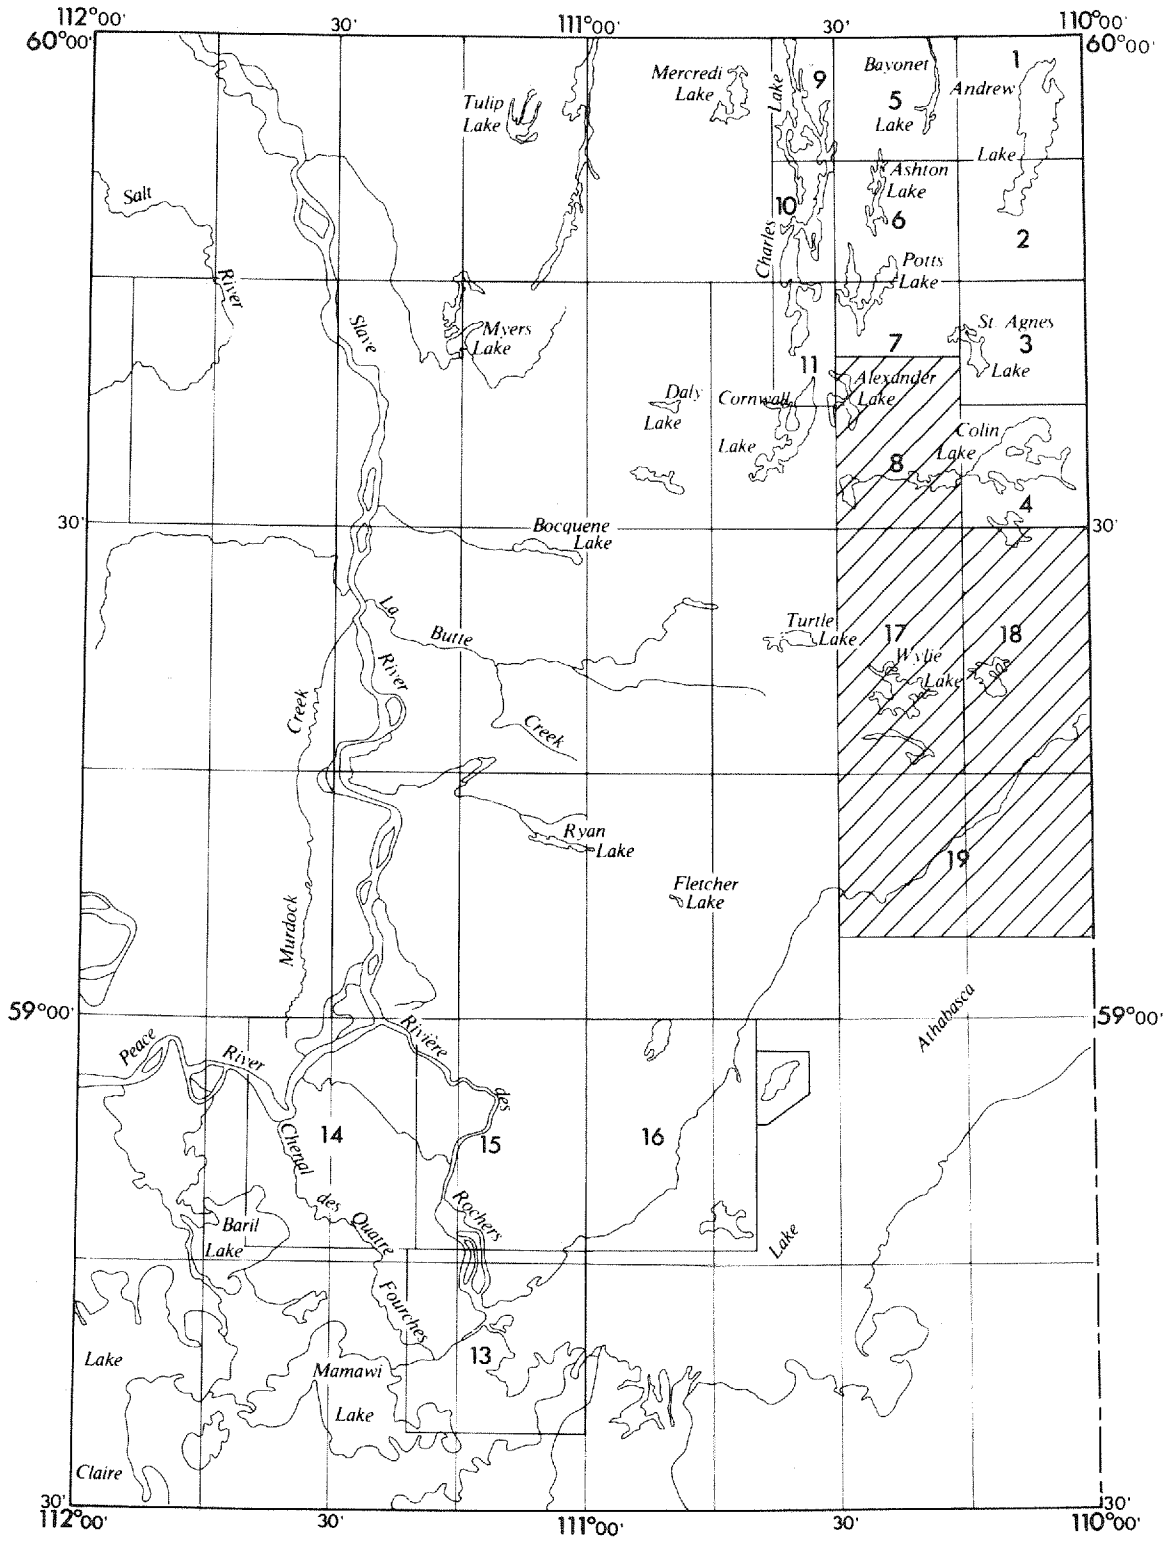 112°00'
30'
111°00'
30'
110°00'
60°00'
60°00'
Tulip
Lake
Mercredi
Lake
Lake
9
Bayonet
5
Lake
1
Andrew
Lake
Salt
River
Ashton
Lake
10
6
Charles
2
Potts
Lake
Slave
Myers
Lake
7
St. Agnes
3
Lake
11
Daly
Lake
Cornwall
Lake
Alexander
Lake
Colin
Lake
8
4
30'
30'
Bocquene
Lake
La
Butte
River
Creek
Creek
Turtle
Lake
17
18
Wylie
Lake
Ryan
Lake
19
Fletcher
Lake
Murdock
59°00'
59°00'
Athabasca
Peace
River
Rivière
des
14
15
16
Chenal
des
Quatre
Fourches
Rochers
Baril
Lake
Lake
Lake
Mamawi
Lake
13
Claire
30'
30'
112°00'
30'
111°00'
30'
110°00'